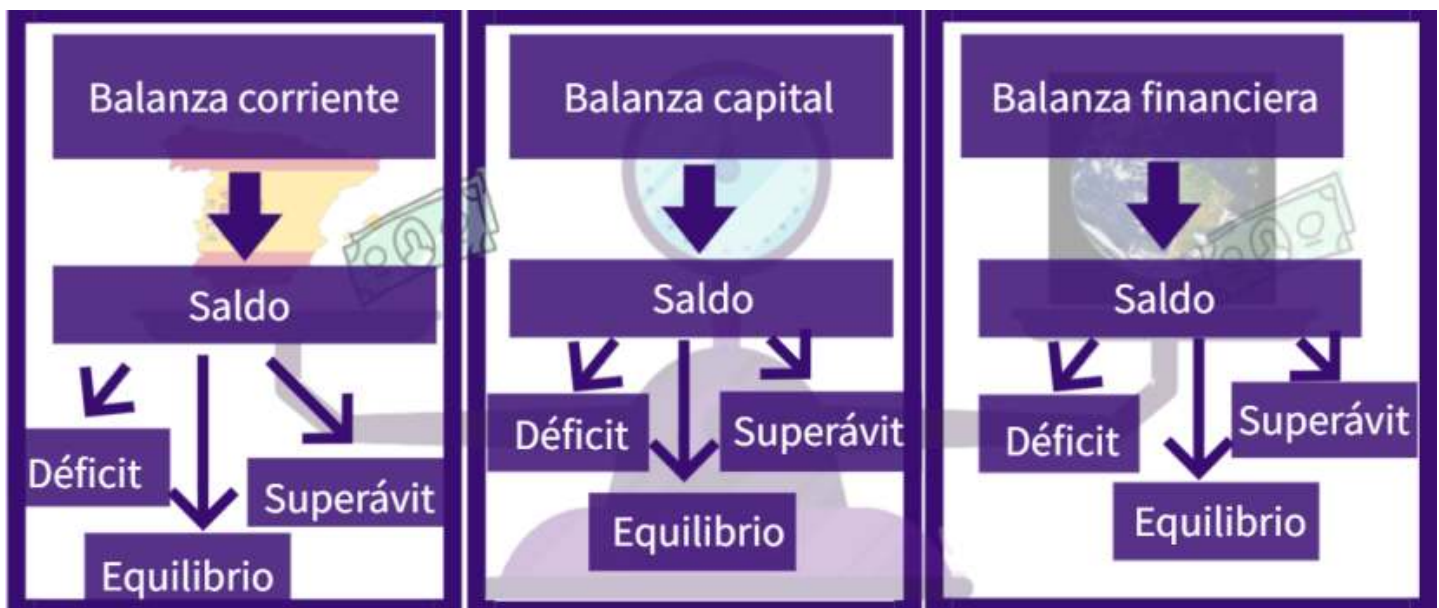 Balanza corriente
Saldo
Déficit
Superávit
Equilibrio
Balanza capital
Saldo
Déficit
Superávit
Equilibrio
Balanza financiera
Saldo
Déficit
Superávit
Equilibrio